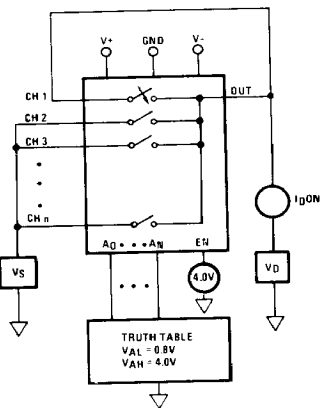 V+ GND V-
CH 1
OUT
CH 2
CH 3
IDON
CH n
A0 • • • AN EN
4.0V
VS
VD
TRUTH TABLE
VAL = 0.8V
VAH = 4.0V